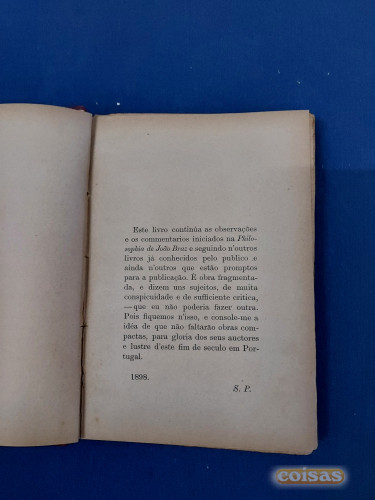 Este livro continúa as observações
e os commentarios iniciados na Philo-
sophia de João Braz e seguindo n'outros
livros já conhecidos pelo publico e
ainda n'outros que estão promptos
para a publicação. É obra fragmenta-
da, e dizem uns sujeitos, de muita
conspicuidade e de sufficiente critica,
—que eu não poderia fazer outra.
Pois fiquemos n'isso, e console-me a
idéa de que não faltarão obras com-
pactas, para gloria dos seus auctores
e lustre d'este fim de seculo em Por-
tugal.
1898.
S. P.
coisas